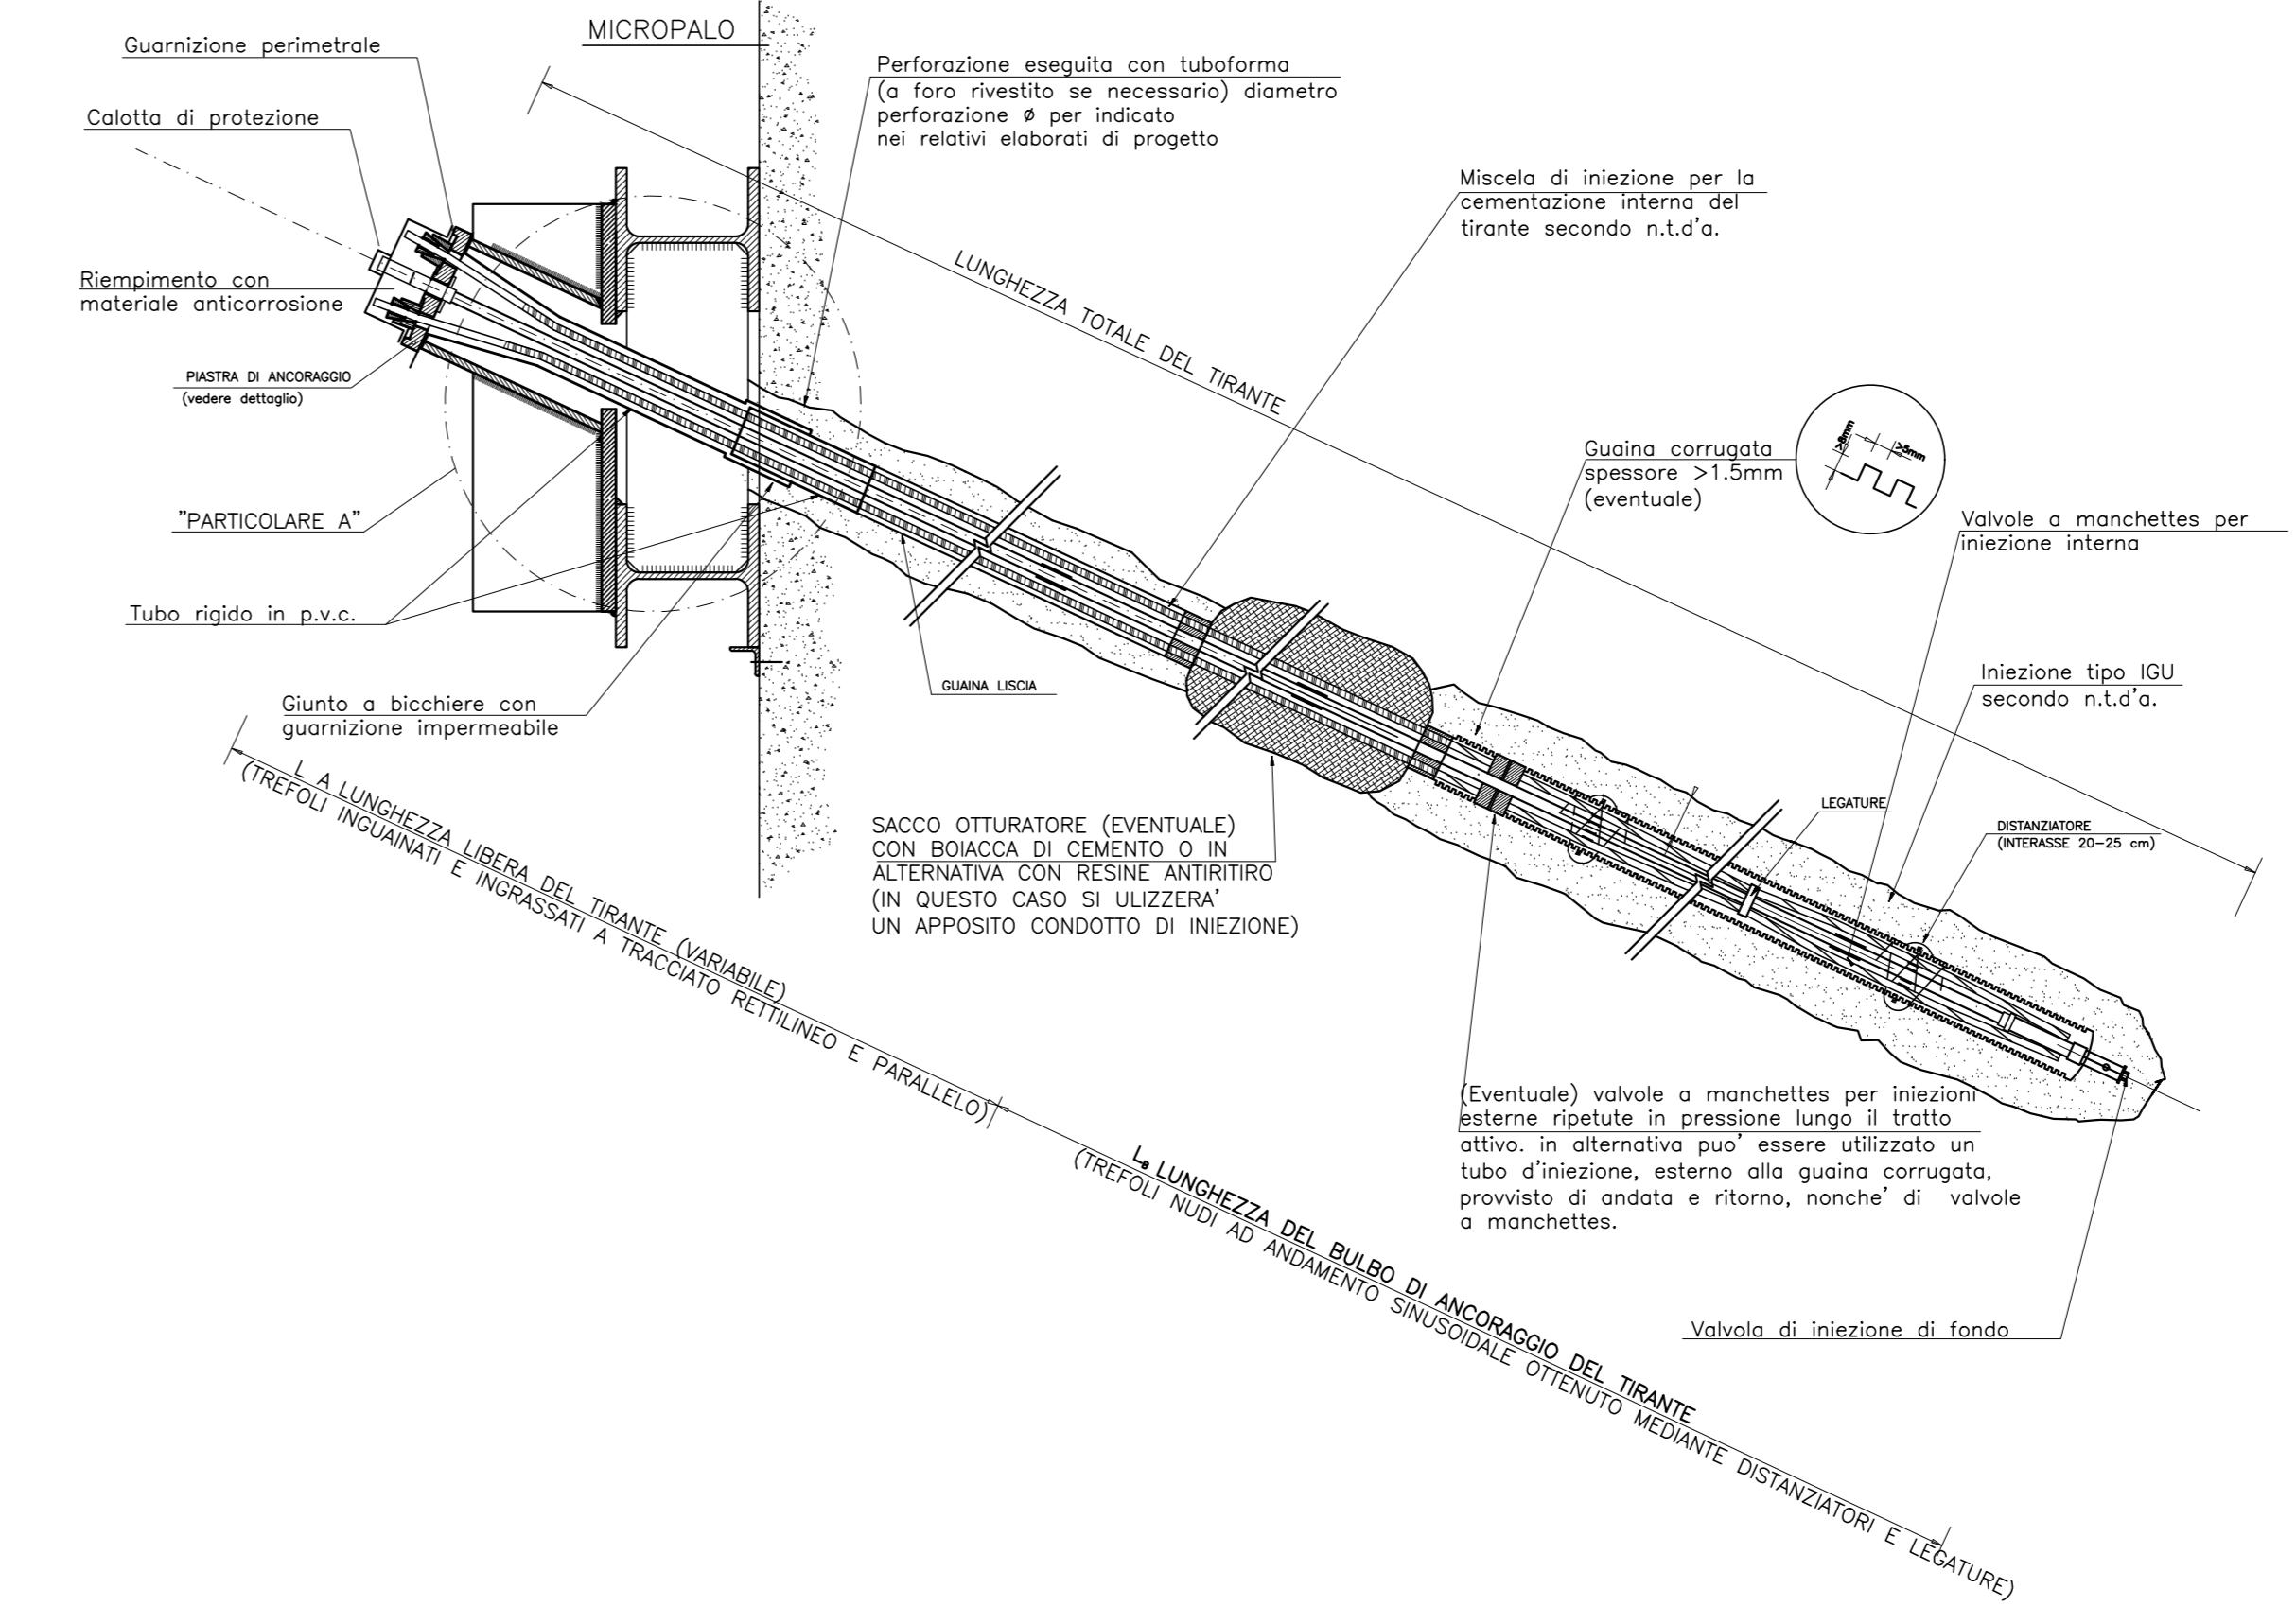 MICROPALO
Guarnizione perimetrale
Calotta di protezione
Riempimento con
materiale anticorrosione
PIASTRA DI ANCORAGGIO
(vedere dettaglio)
"PARTICOLARE A"
Tubo rigido in p.v.c.
Giunto a bicchiere con
guarnizione impermeabile
Perforazione eseguita con tuboforma
(a foro rivestito se necessario) diametro
perforazione ø per indicato
nei relativi elaborati di progetto
Miscela di iniezione per la
cementazione interna del
tirante secondo n.t.d'a.
LUNGHEZZA TOTALE DEL TIRANTE
Guaina corrugata
spessore >1.5mm
(eventuale)
>8mm
>5mm
Valvole a manchettes per
iniezione interna
Iniezione tipo IGU
secondo n.t.d'a.
GUAINA LISCIA
LEGATURE
DISTANZIATORE
(INTERASSE 20-25 cm)
SACCO OTTURATORE (EVENTUALE)
CON BOIACCA DI CEMENTO O IN
ALTERNATIVA CON RESINE ANTIRITIRO
(IN QUESTO CASO SI ULIZZERA'
UN APPOSITO CONDOTTO DI INIEZIONE)
L A LUNGHEZZA LIBERA DEL TIRANTE (VARIABILE)
(TREFOLI INGUAINATI E INGRASSATI A TRACCIATO RETTILINEO E PARALLELO)
(Eventuale) valvole a manchettes per iniezioni
esterne ripetute in pressione lungo il tratto
attivo. in alternativa puo' essere utilizzato un
tubo d'iniezione, esterno alla guaina corrugata,
provvisto di andata e ritorno, nonche' di valvole
a manchettes.
LB LUNGHEZZA DEL BULBO DI ANCORAGGIO DEL TIRANTE
(TREFOLI NUDI AD ANDAMENTO SINUSOIDALE OTTENUTO MEDIANTE DISTANZIATORI E LEGATURE)
Valvola di iniezione di fondo